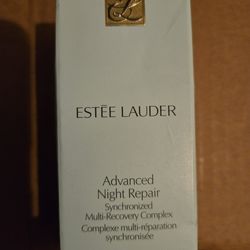 ESTĒE LAUDER
Advanced
Night Repair
Synchronized
Multi-Recovery Complex
Complexe multi-réparation
synchronisée